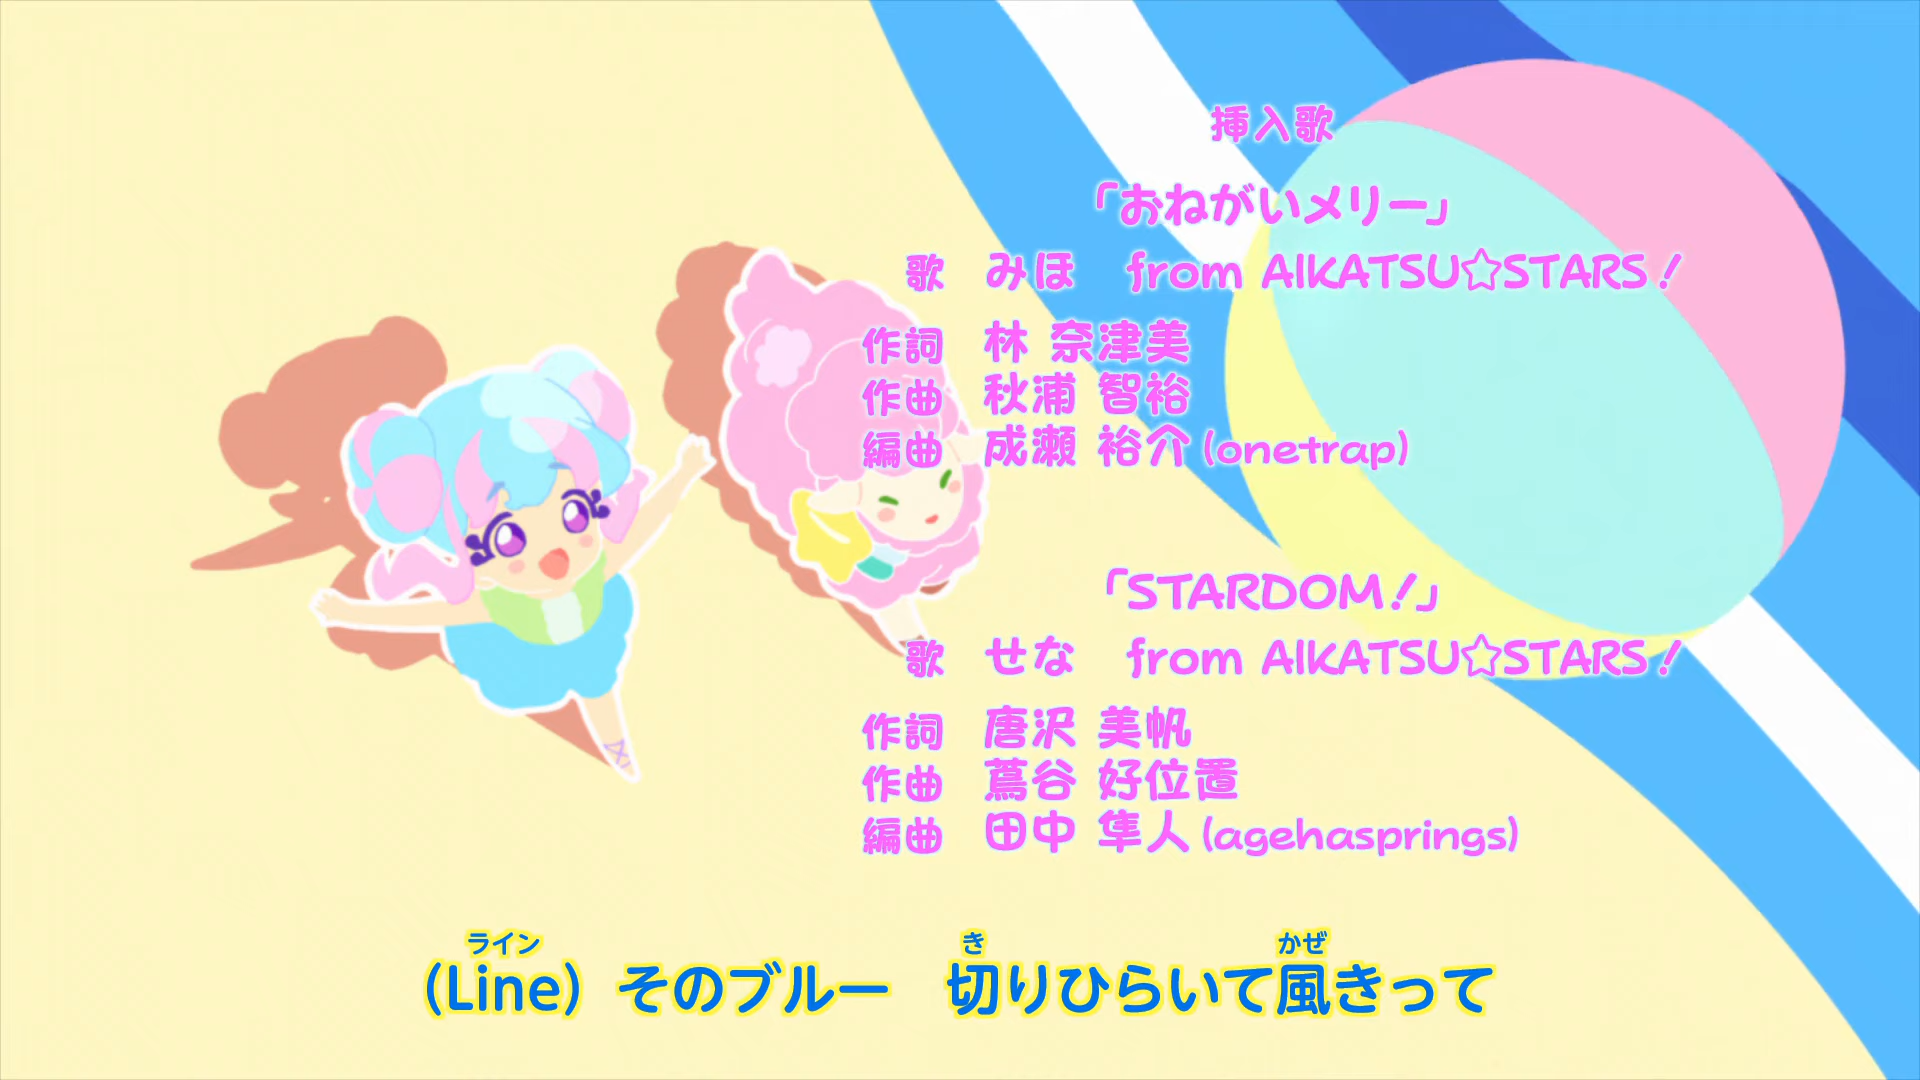 挿入歌
「おねがいメリー」
歌 みほ from AIKATSU☆STARS！
作詞 林 奈津美
作曲 秋浦 智裕
編曲 成瀬 裕介(onetrap)
「STARDOM！」
歌 せな from AIKATSU☆STARS！
作詞 唐沢 美帆
作曲 蔦谷 好位置
編曲 田中 隼人(agehasprings)
ライン き かぜ
(Line) そのブルー 切りひらいて風きって